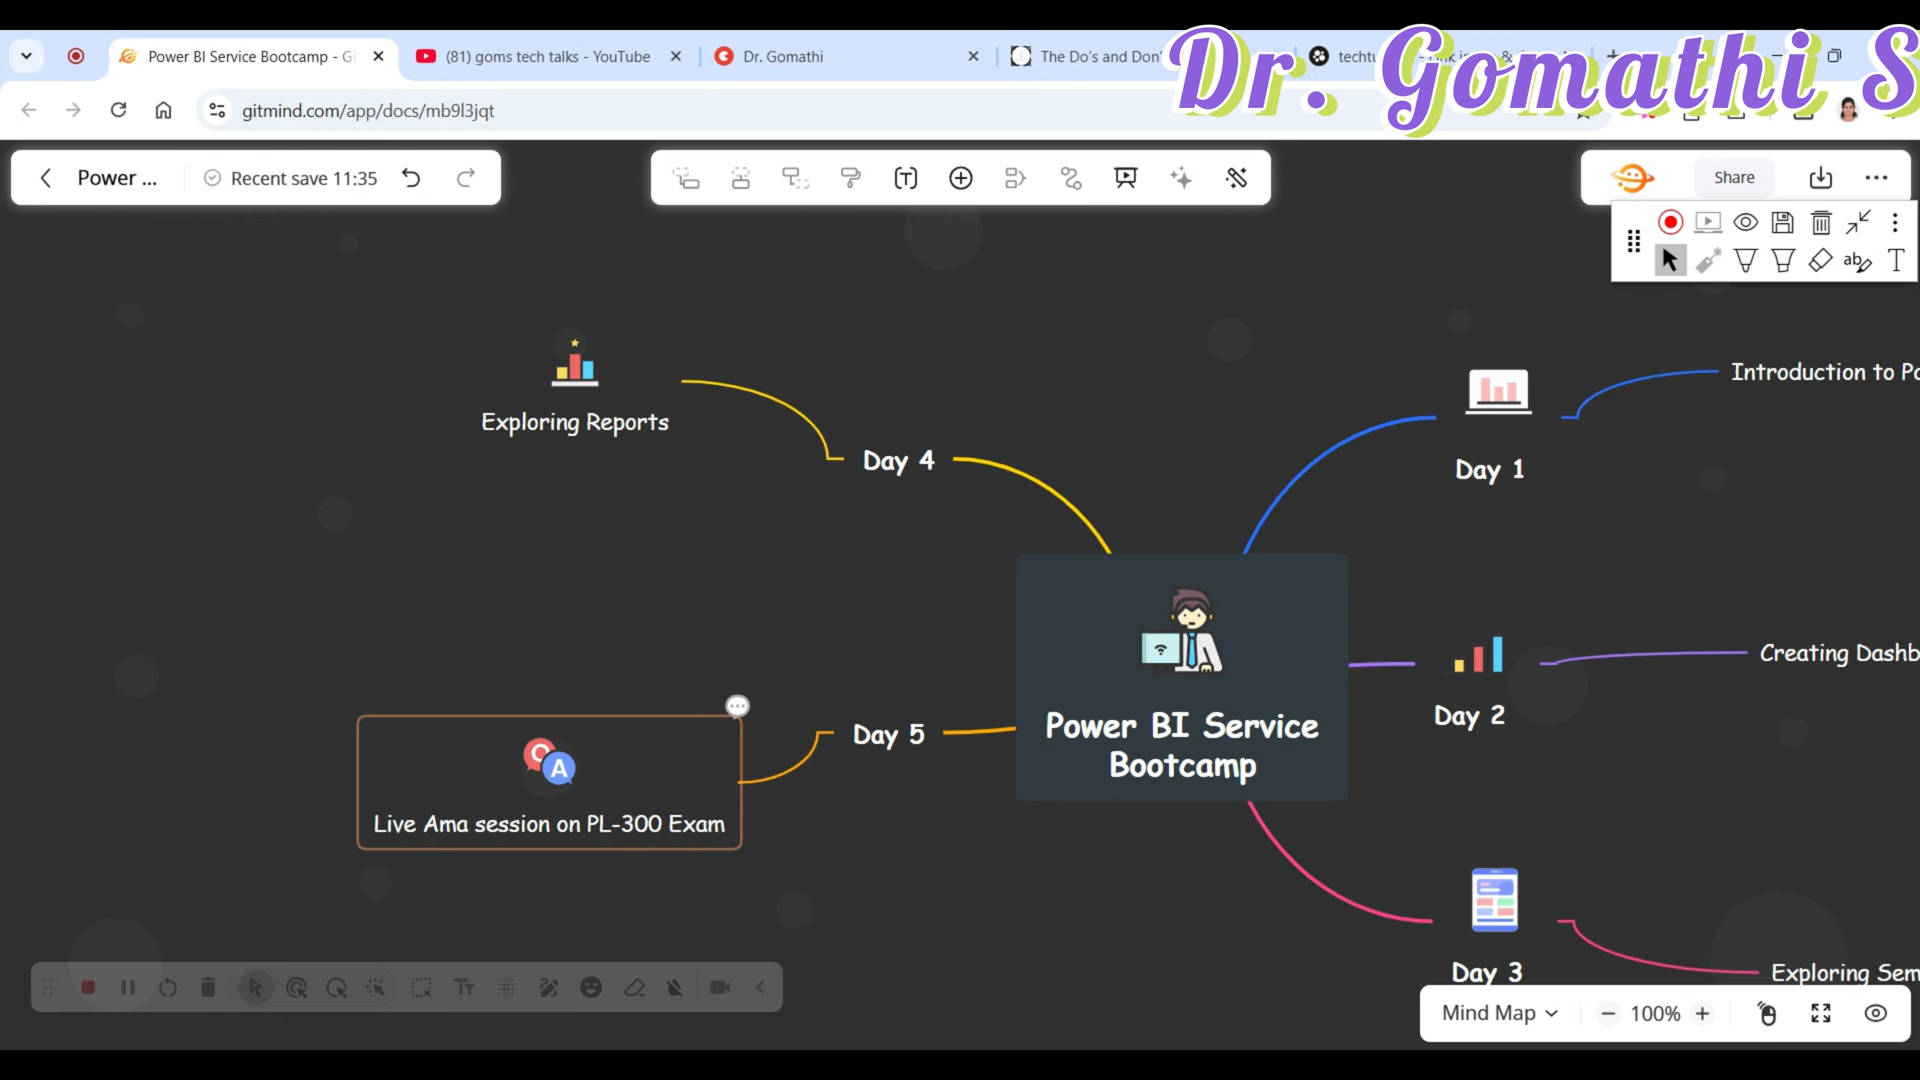 Power BI Service Bootcamp - Gi
(81) goms tech talks - YouTube
Dr. Gomathi
The Do's and Don'
Dr. Gomathi S
gitmind.com/app/docs/mb9l3jqt
Power ...
Recent save 11:35
Share
Exploring Reports
Day 4
Day 1
Introduction to Po
Power BI Service
Bootcamp
Day 2
Creating Dashb
Day 5
Q
A
Live Ama session on PL-300 Exam
Day 3
Exploring Sem
Mind Map
100%